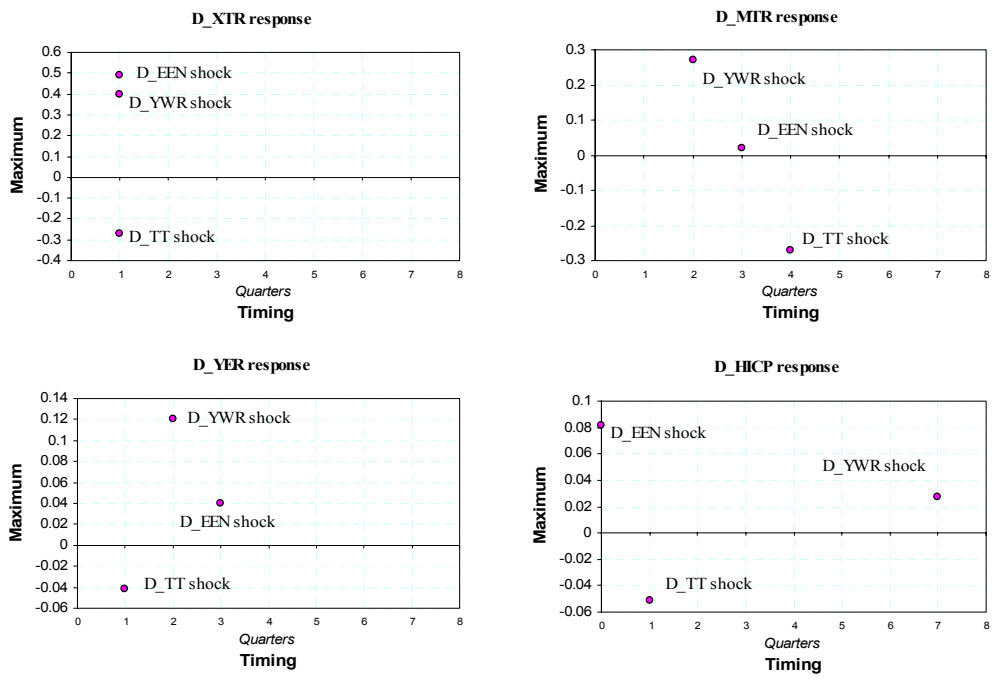 D_XTR response
0.6
0.5
0.4
0.3
0.2
0.1
0
-0.1
-0.2
-0.3
-0.4
Maximum
D_EEN shock
D_YWR shock
D_TT shock
0 1 2 3 4 5 6 7 8
Quarters
Timing
D_MTR response
0.3
0.2
0.1
0
-0.1
-0.2
-0.3
Maximum
D_YWR shock
D_EEN shock
D_TT shock
0 1 2 3 4 5 6 7 8
Quarters
Timing
D_YER response
0.14
0.12
0.1
0.08
0.06
0.04
0.02
0
-0.02
-0.04
-0.06
Maximum
D_YWR shock
D_EEN shock
D_TT shock
0 1 2 3 4 5 6 7 8
Quarters
Timing
D_HICP response
0.1
0.08
0.06
0.04
0.02
0
-0.02
-0.04
-0.06
Maximum
D_EEN shock
D_YWR shock
D_TT shock
0 1 2 3 4 5 6 7 8
Quarters
Timing